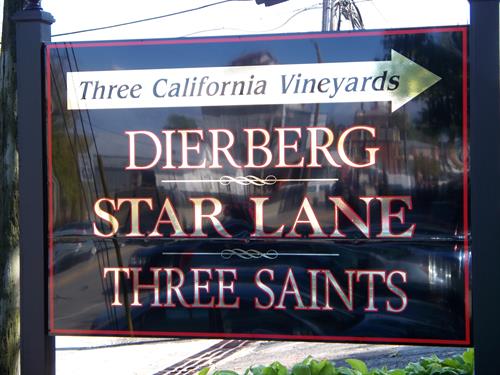 Three California Vineyards
DIERBERG
STAR LANE
THREE SAINTS